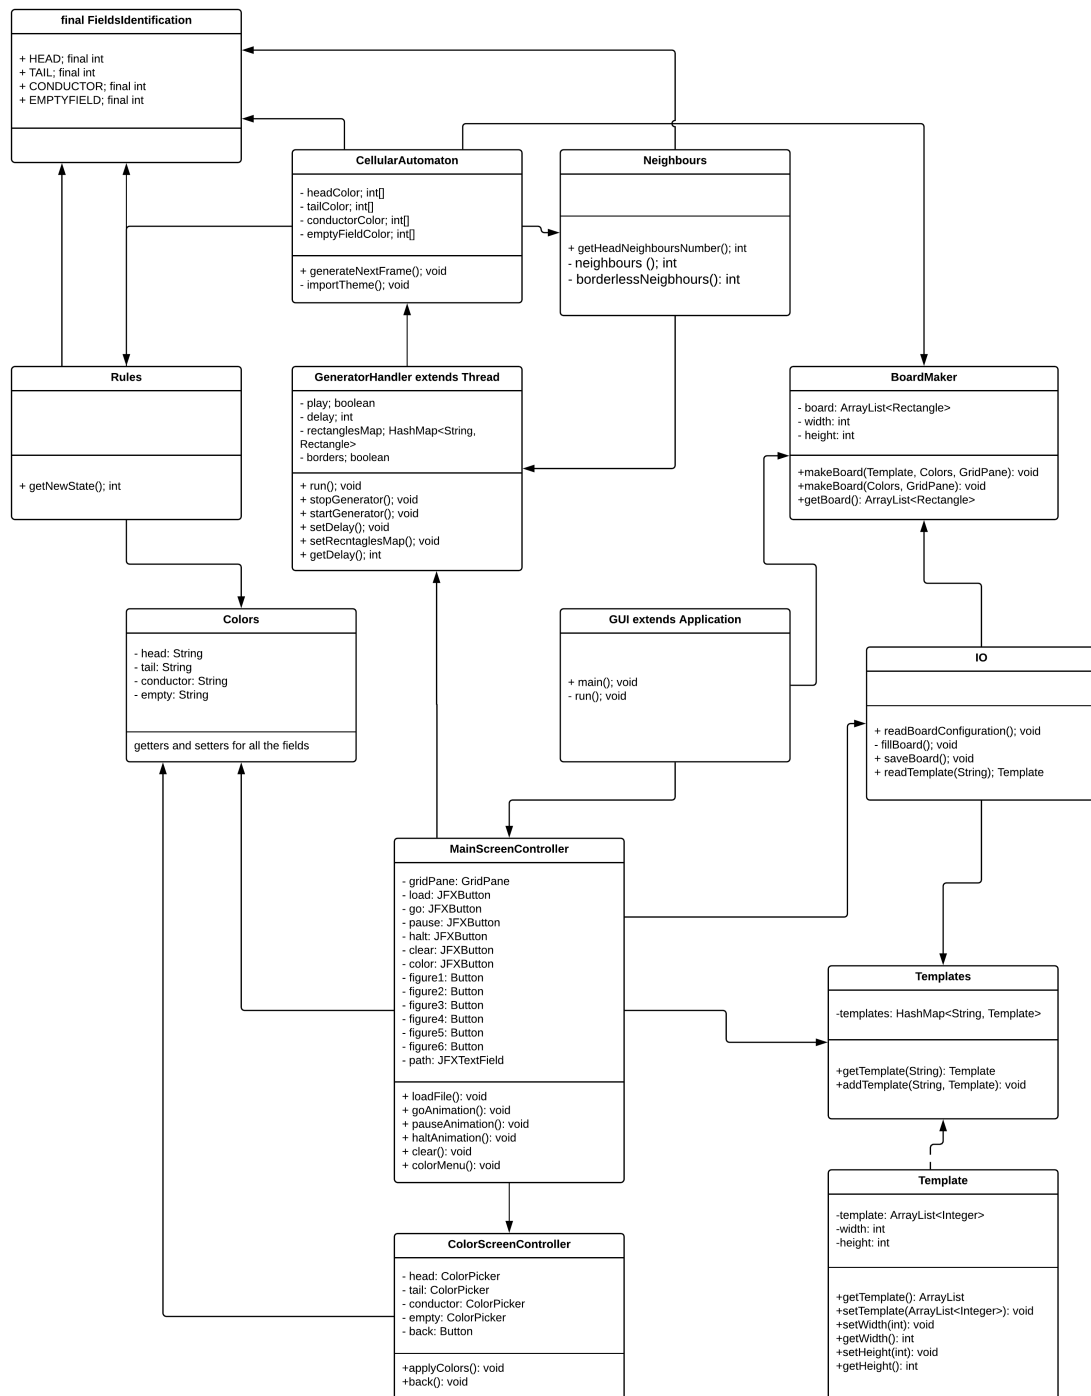 final FieldsIdentification
+ HEAD; final int
+ TAIL; final int
+ CONDUCTOR; final int
+ EMPTYFIELD; final int
CellularAutomaton
- headColor; int[]
- tailColor; int[]
- conductorColor; int[]
- emptyFieldColor; int[]
+ generateNextFrame(); void
- importTheme(); void
Neighbours
+ getHeadNeighboursNumber(); int
- neighbours (); int
- borderlessNeigbhours(): int
Rules
+ getNewState(); int
GeneratorHandler extends Thread
- play; boolean
- delay; int
- rectanglesMap; HashMap<String,
Rectangle>
- borders; boolean
+ run(); void
+ stopGenerator(); void
+ startGenerator(); void
+ setDelay(); void
+ setRecntaglesMap(); void
+ getDelay(); int
BoardMaker
- board: ArrayList<Rectangle>
- width: int
- height: int
+makeBoard(Template, Colors, GridPane): void
+makeBoard(Colors, GridPane): void
+getBoard(): ArrayList<Rectangle>
Colors
- head: String
- tail: String
- conductor: String
- empty: String
getters and setters for all the fields
GUI extends Application
+ main(); void
- run(); void
IO
+ readBoardConfiguration(); void
- fillBoard(); void
+ saveBoard(); void
+ readTemplate(String); Template
MainScreenController
- gridPane: GridPane
- load: JFXButton
- go: JFXButton
- pause: JFXButton
- halt: JFXButton
- clear: JFXButton
- color: JFXButton
- figure1: Button
- figure2: Button
- figure3: Button
- figure4: Button
- figure5: Button
- figure6: Button
- path: JFXTextField
+ loadFile(): void
+ goAnimation(): void
+ pauseAnimation(): void
+ haltAnimation(): void
+ clear(): void
+ colorMenu(): void
Templates
-templates: HashMap<String, Template>
+getTemplate(String): Template
+addTemplate(String, Template): void
Template
-template: ArrayList<Integer>
-width: int
-height: int
+getTemplate(): ArrayList
+setTemplate(ArrayList<Integer>): void
+setWidth(int): void
+getWidth(): int
+setHeight(int): void
+getHeight(): int
ColorScreenController
- head: ColorPicker
- tail: ColorPicker
- conductor: ColorPicker
- empty: ColorPicker
- back: Button
+applyColors(): void
+back(): void